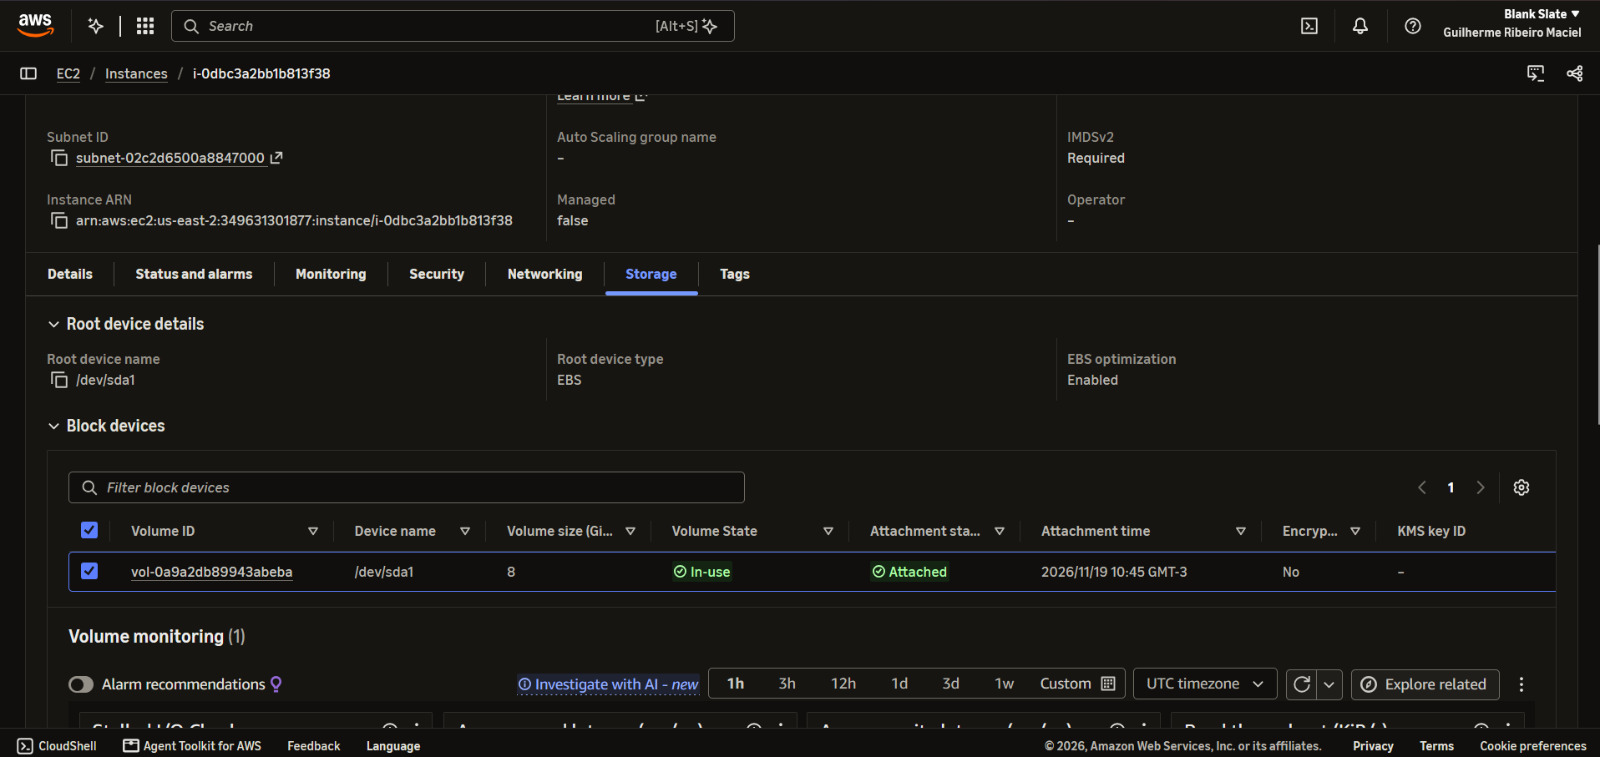 aws
Search [Alt+S]
Blank Slate ▼
Guilherme Ribeiro Maciel
EC2 / Instances / i-0dbc3a2bb1b813f38
Learn more
Subnet ID
subnet-02c2d6500a8847000
Auto Scaling group name
–
IMDSv2
Required
Instance ARN
arn:aws:ec2:us-east-2:349631301877:instance/i-0dbc3a2bb1b813f38
Managed
false
Operator
–
Details Status and alarms Monitoring Security Networking Storage Tags
Root device details
Root device name
/dev/sda1
Root device type
EBS
EBS optimization
Enabled
Block devices
Filter block devices
1
Volume ID Device name Volume size (Gi... Volume State Attachment sta... Attachment time Encryp... KMS key ID
vol-0a9a2db89943abeba /dev/sda1 8 In-use Attached 2026/11/19 10:45 GMT-3 No –
Volume monitoring (1)
Alarm recommendations Investigate with AI - new 1h 3h 12h 1d 3d 1w Custom UTC timezone Explore related
CloudShell Agent Toolkit for AWS Feedback Language © 2026, Amazon Web Services, Inc. or its affiliates. Privacy Terms Cookie preferences